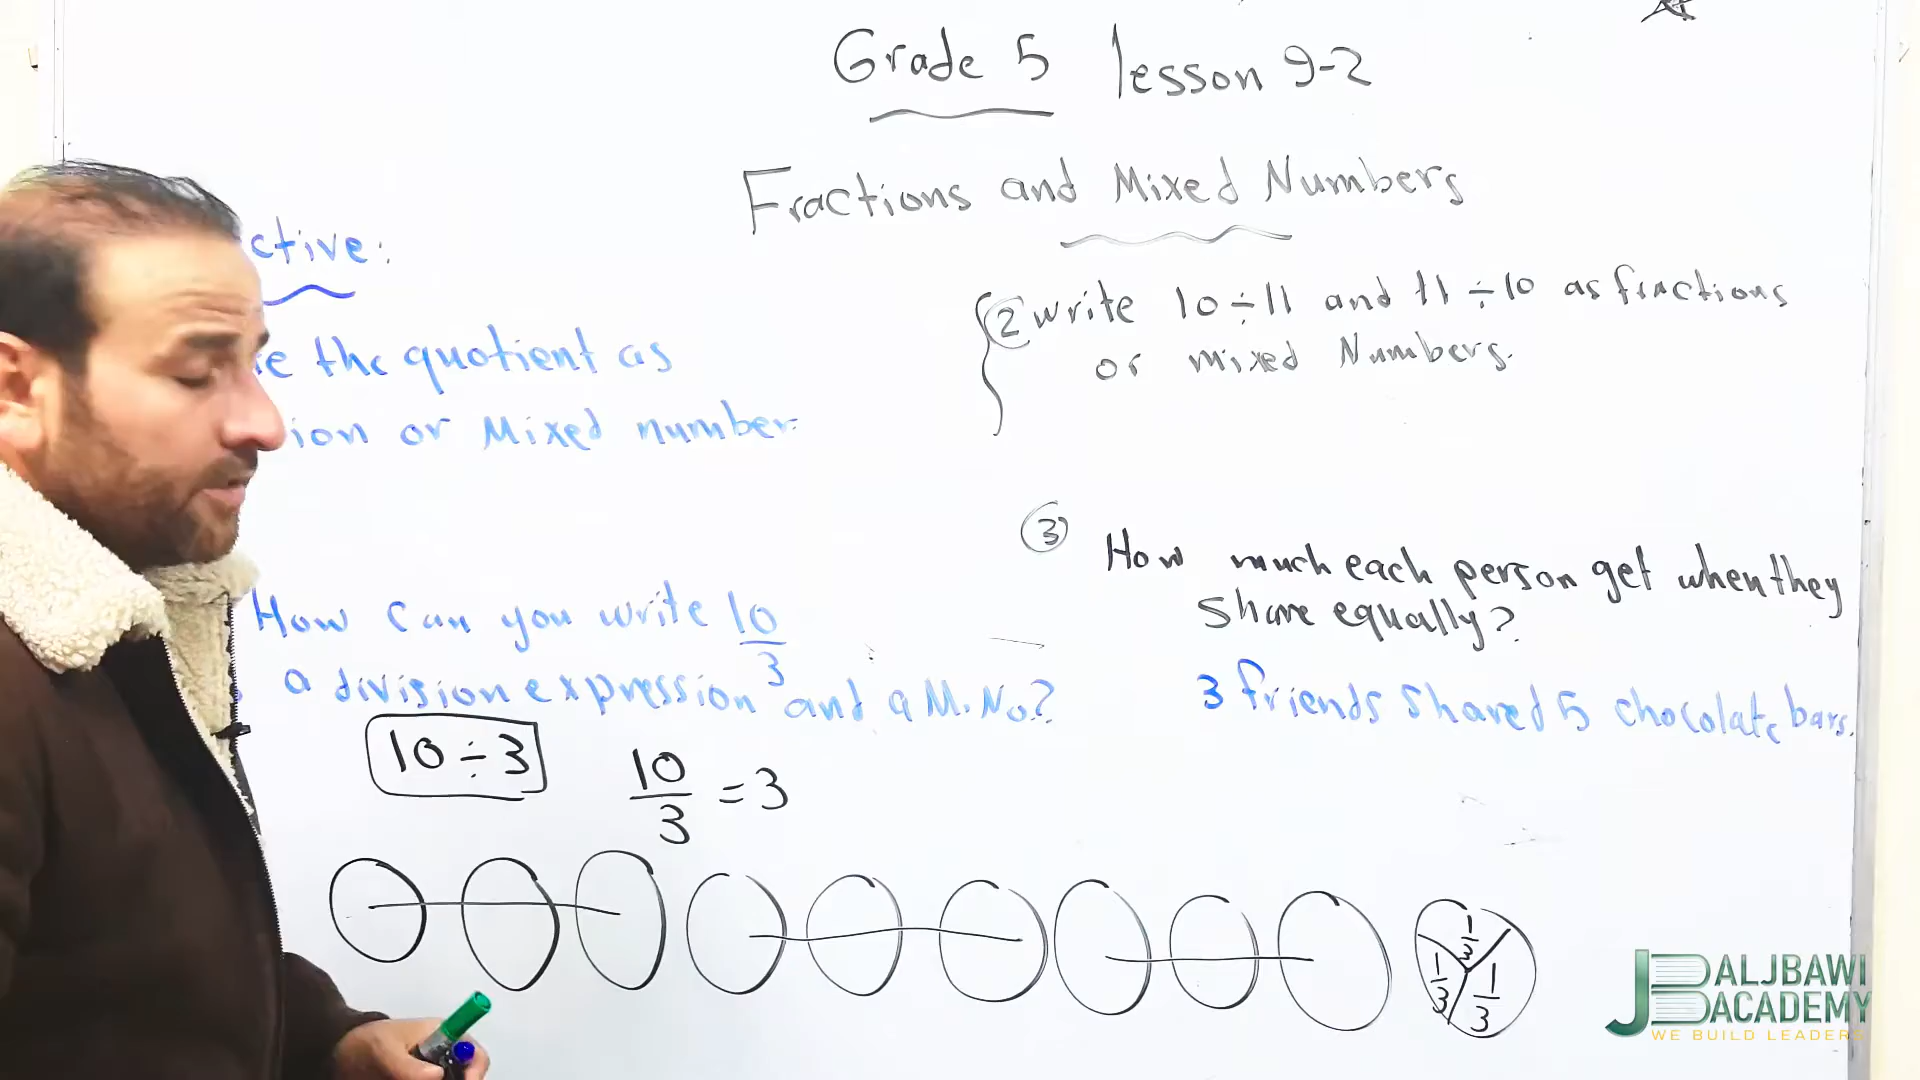 Grade 5 lesson 9-2
Fractions and Mixed Numbers
ctive:
e the quotient as
ion or Mixed number.
2 write 10÷11 and 11÷10 as fractions
or mixed Numbers.
3 How much each person get when they
Share equally?
3 friends shared 5 chocolate bars.
How can you write 10/3
a division expression and a M. No?
10÷3
10/3 = 3
1/3
1/3
1/3
ALJBAWI
ACADEMY
WE BUILD LEADERS